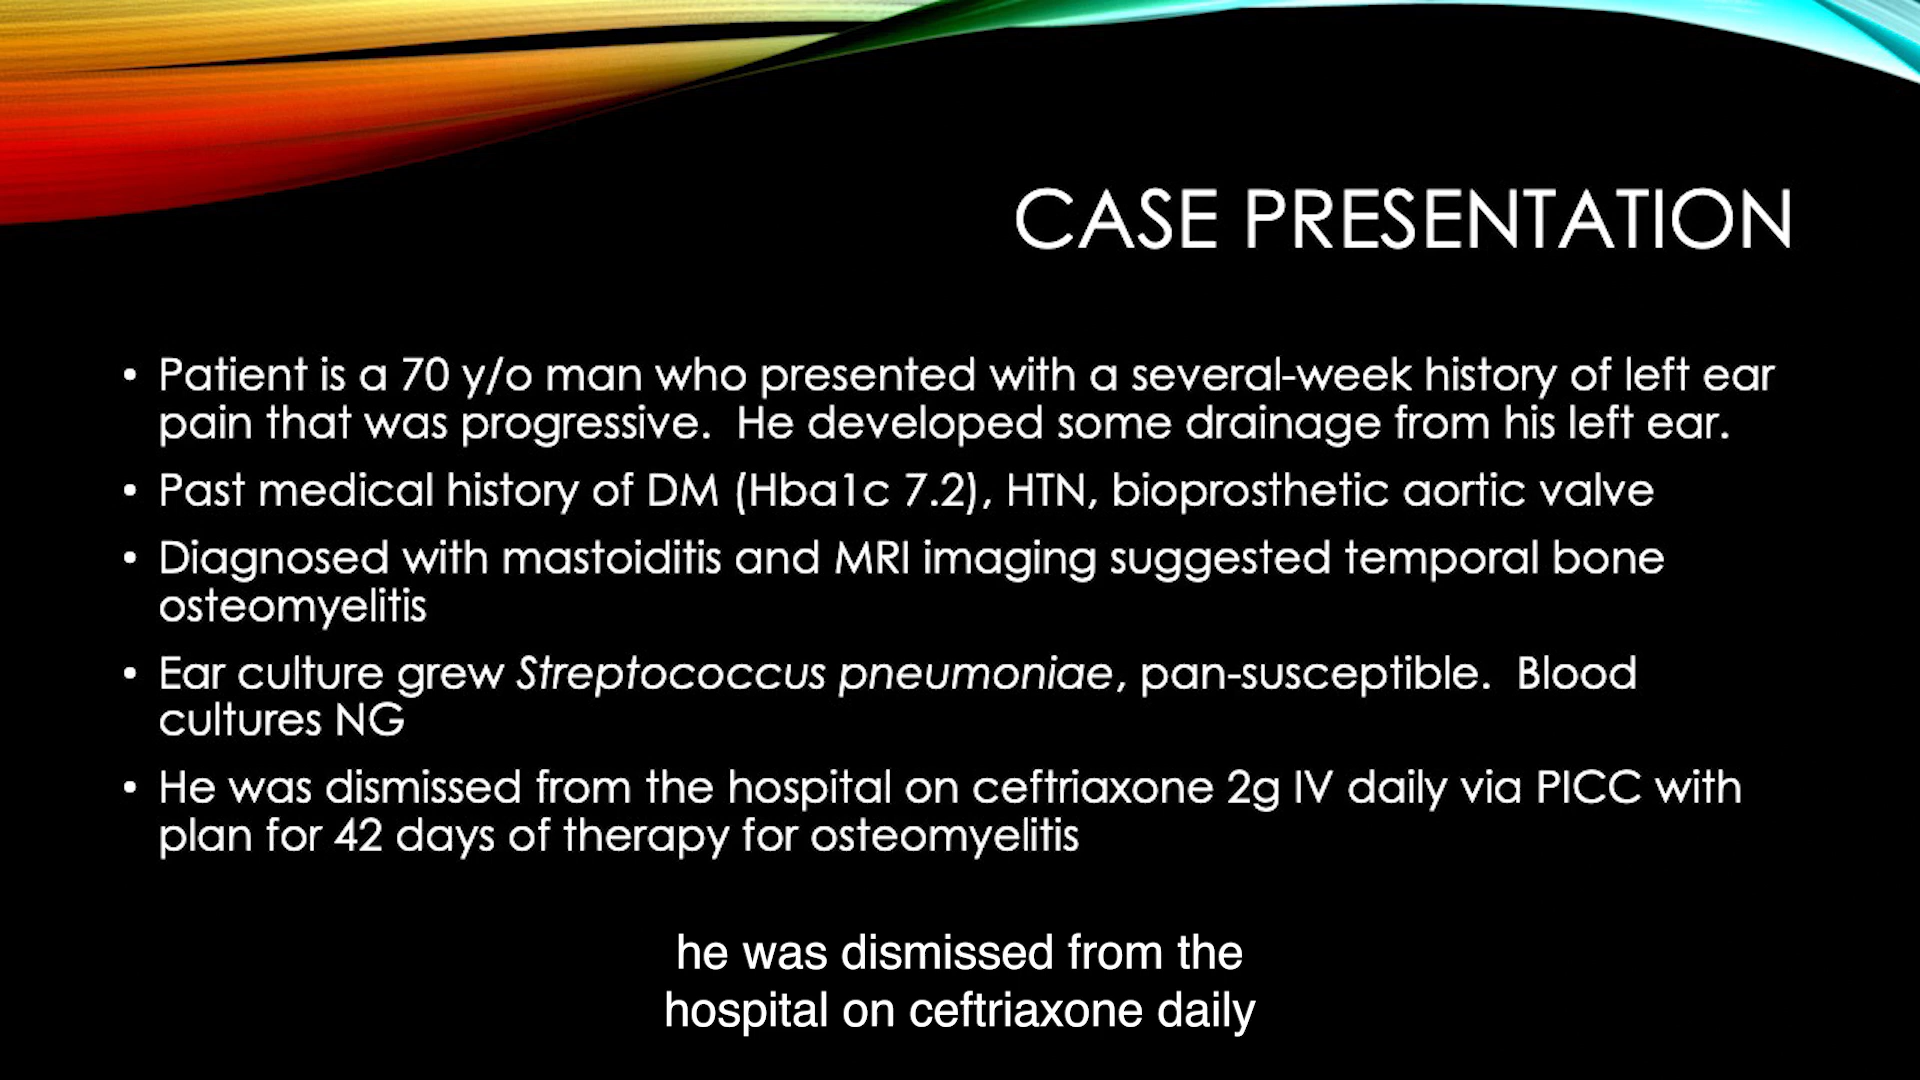 CASE PRESENTATION
• Patient is a 70 y/o man who presented with a several-week history of left ear
pain that was progressive.  He developed some drainage from his left ear.
• Past medical history of DM (Hba1c 7.2), HTN, bioprosthetic aortic valve
• Diagnosed with mastoiditis and MRI imaging suggested temporal bone
osteomyelitis
• Ear culture grew Streptococcus pneumoniae, pan-susceptible.  Blood
cultures NG
• He was dismissed from the hospital on ceftriaxone 2g IV daily via PICC with
plan for 42 days of therapy for osteomyelitis
he was dismissed from the
hospital on ceftriaxone daily